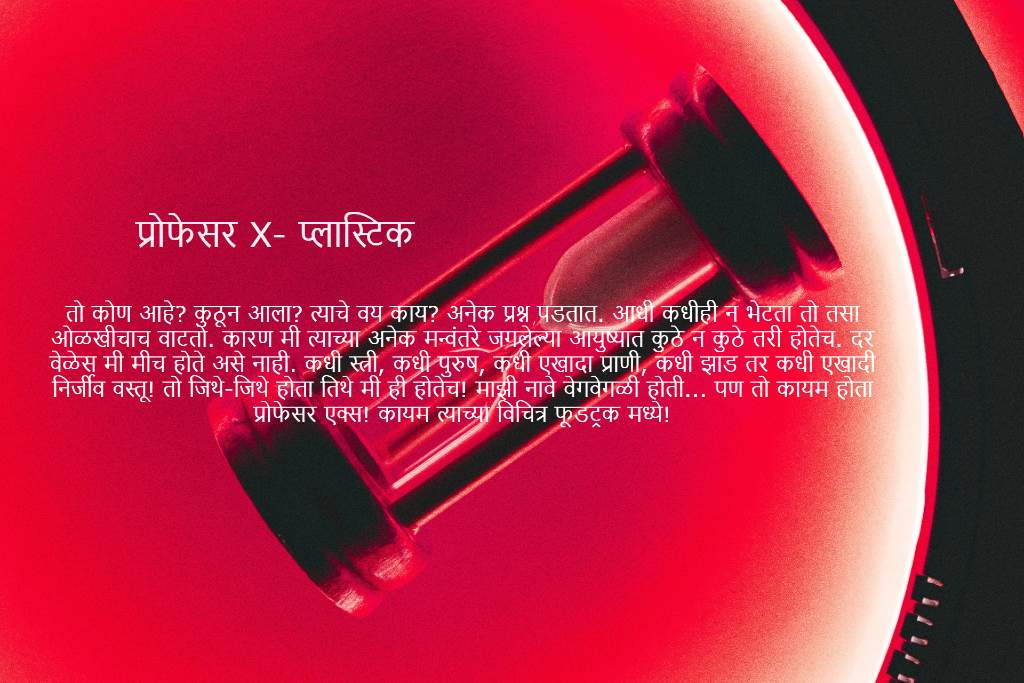 प्रोफेसर X- प्लास्टिक
तो कोण आहे? कुठून आला? त्याचे वय काय? अनेक प्रश्न पडतात. आधी कधीही न भेटता तो तसा
ओळखीचाच वाटतो. कारण मी त्याच्या अनेक मन्वंतरे जगलेल्या आयुष्यात कुठे न कुठे तरी होतेच. दर
वेळेस मी मीच होते असे नाही. कधी स्त्री, कधी पुरुष, कधी एखादा प्राणी, कधी झाड तर कधी एखादी
निर्जीव वस्तू! तो जिथे-जिथे होता तिथे मी ही होतेच! माझी नावे वेगवेगळी होती... पण तो कायम होता
प्रोफेसर एक्स! कायम त्याच्या विचित्र फूडट्रक मध्ये!